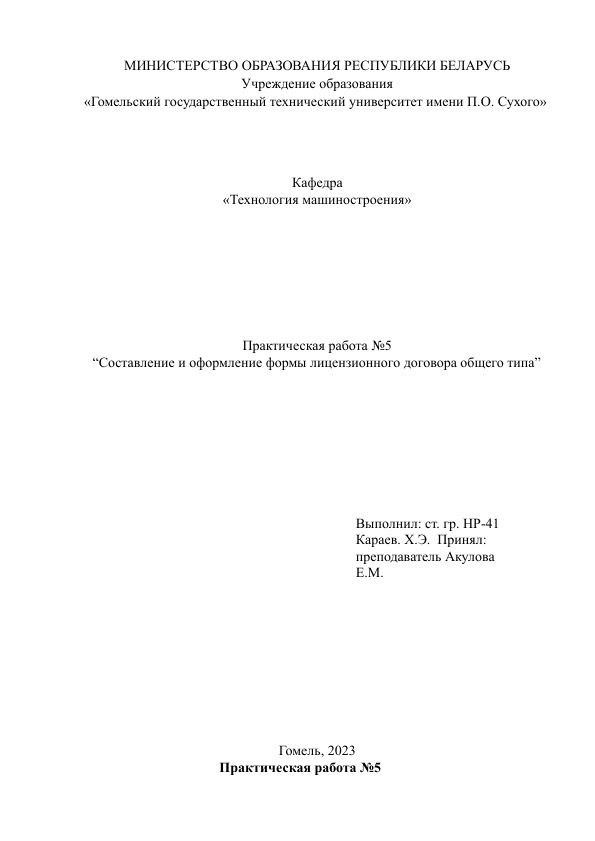 МИНИСТЕРСТВО ОБРАЗОВАНИЯ РЕСПУБЛИКИ БЕЛАРУСЬ
Учреждение образования
«Гомельский государственный технический университет имени П.О. Сухого»
Кафедра
«Технология машиностроения»
Практическая работа №5
“Составление и оформление формы лицензионного договора общего типа”
Выполнил: ст. гр. НР-41
Караев. Х.Э. Принял:
преподаватель Акулова
Е.М.
Гомель, 2023
Практическая работа №5